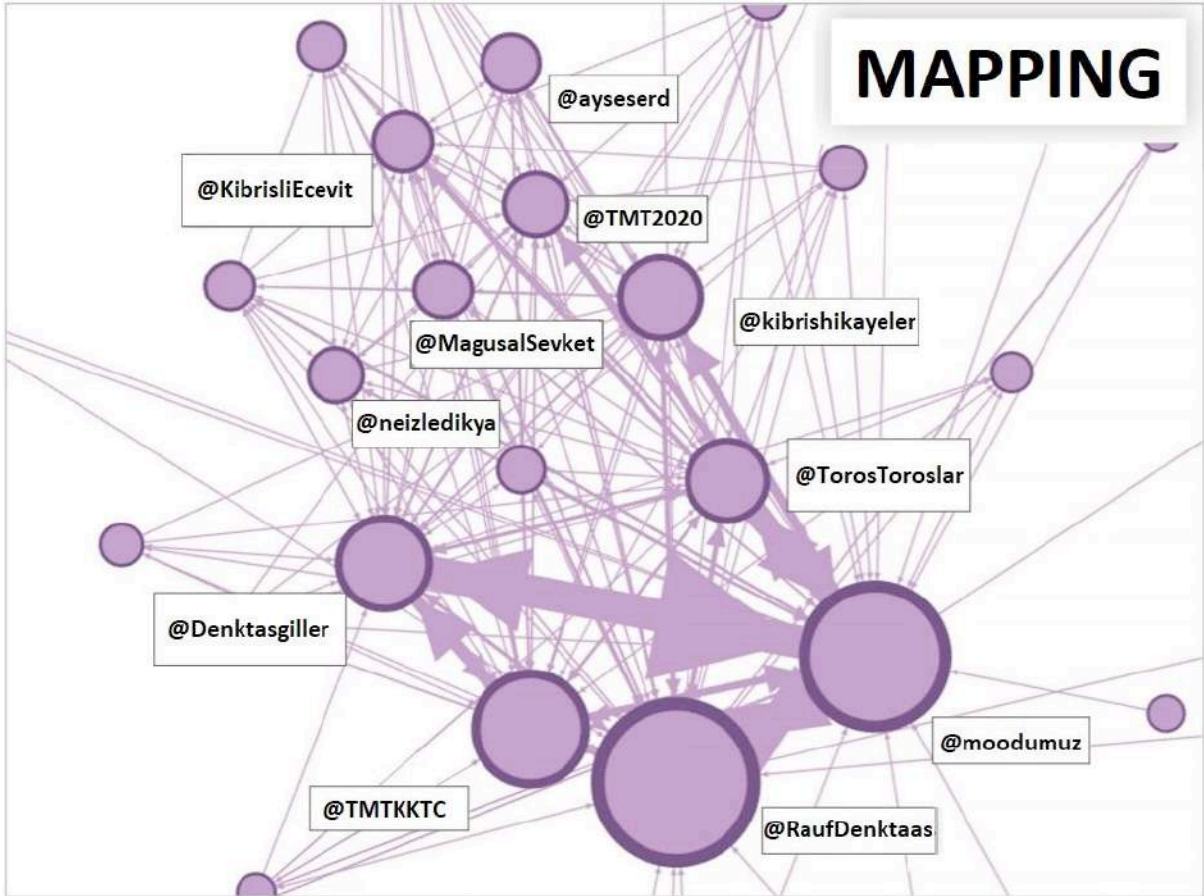 MAPPING
@ayseserd
@KibrisliEcevit
@TMT2020
@kibrishikayeler
@MagusalSevket
@neizledikya
@TorosToroslar
@Denktasgiller
@moodumuz
@TMTKKTC
@RaufDenktaas